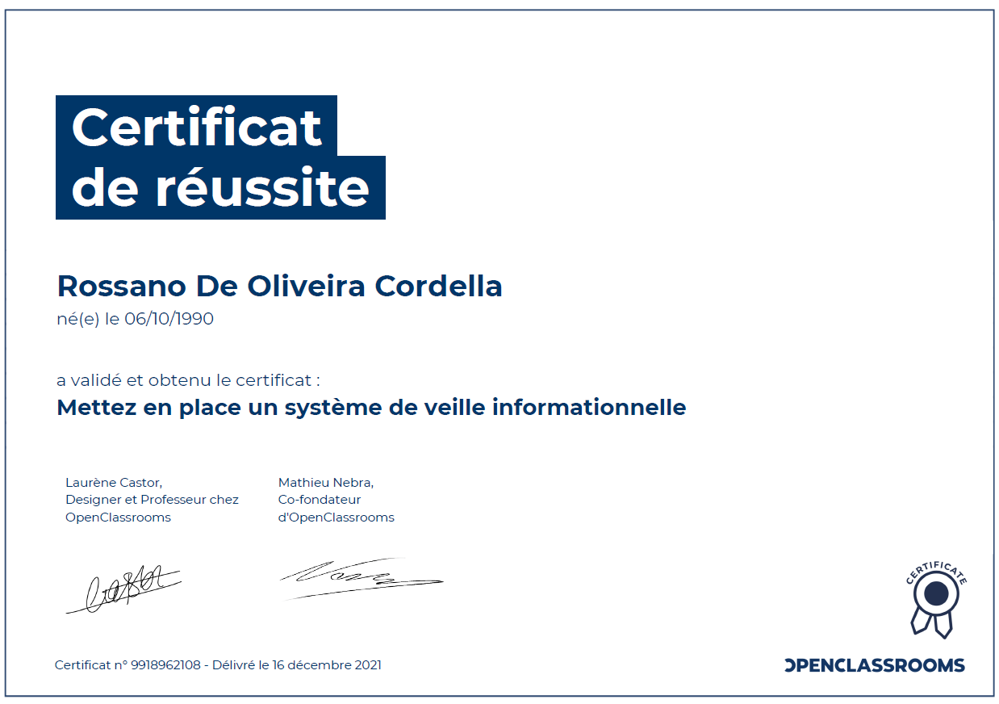 Certificat
de réussite
Rossano De Oliveira Cordella
né(e) le 06/10/1990
a validé et obtenu le certificat :
Mettez en place un système de veille informationnelle
Laurène Castor,
Designer et Professeur chez
OpenClassrooms
Mathieu Nebra,
Co-fondateur
d'OpenClassrooms
Castor
CERTIFICATE
Certificat n° 9918962108 - Délivré le 16 décembre 2021
OPENCLASSROOMS